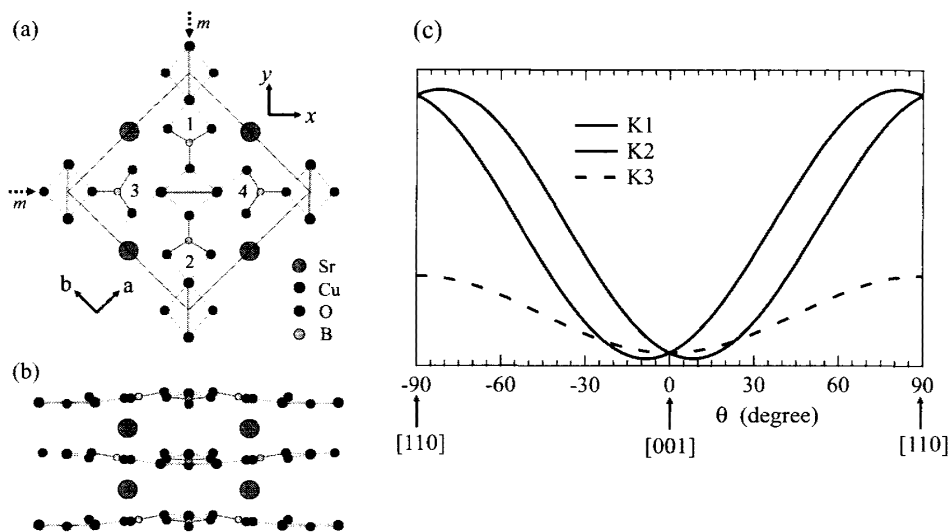 (a)
m
y
x
1
3
4
m
2
b
a
Sr
Cu
O
B
(b)
(c)
K1
K2
K3
-90 -60 -30 0 30 60 90
θ (degree)
[110] [001] [110]